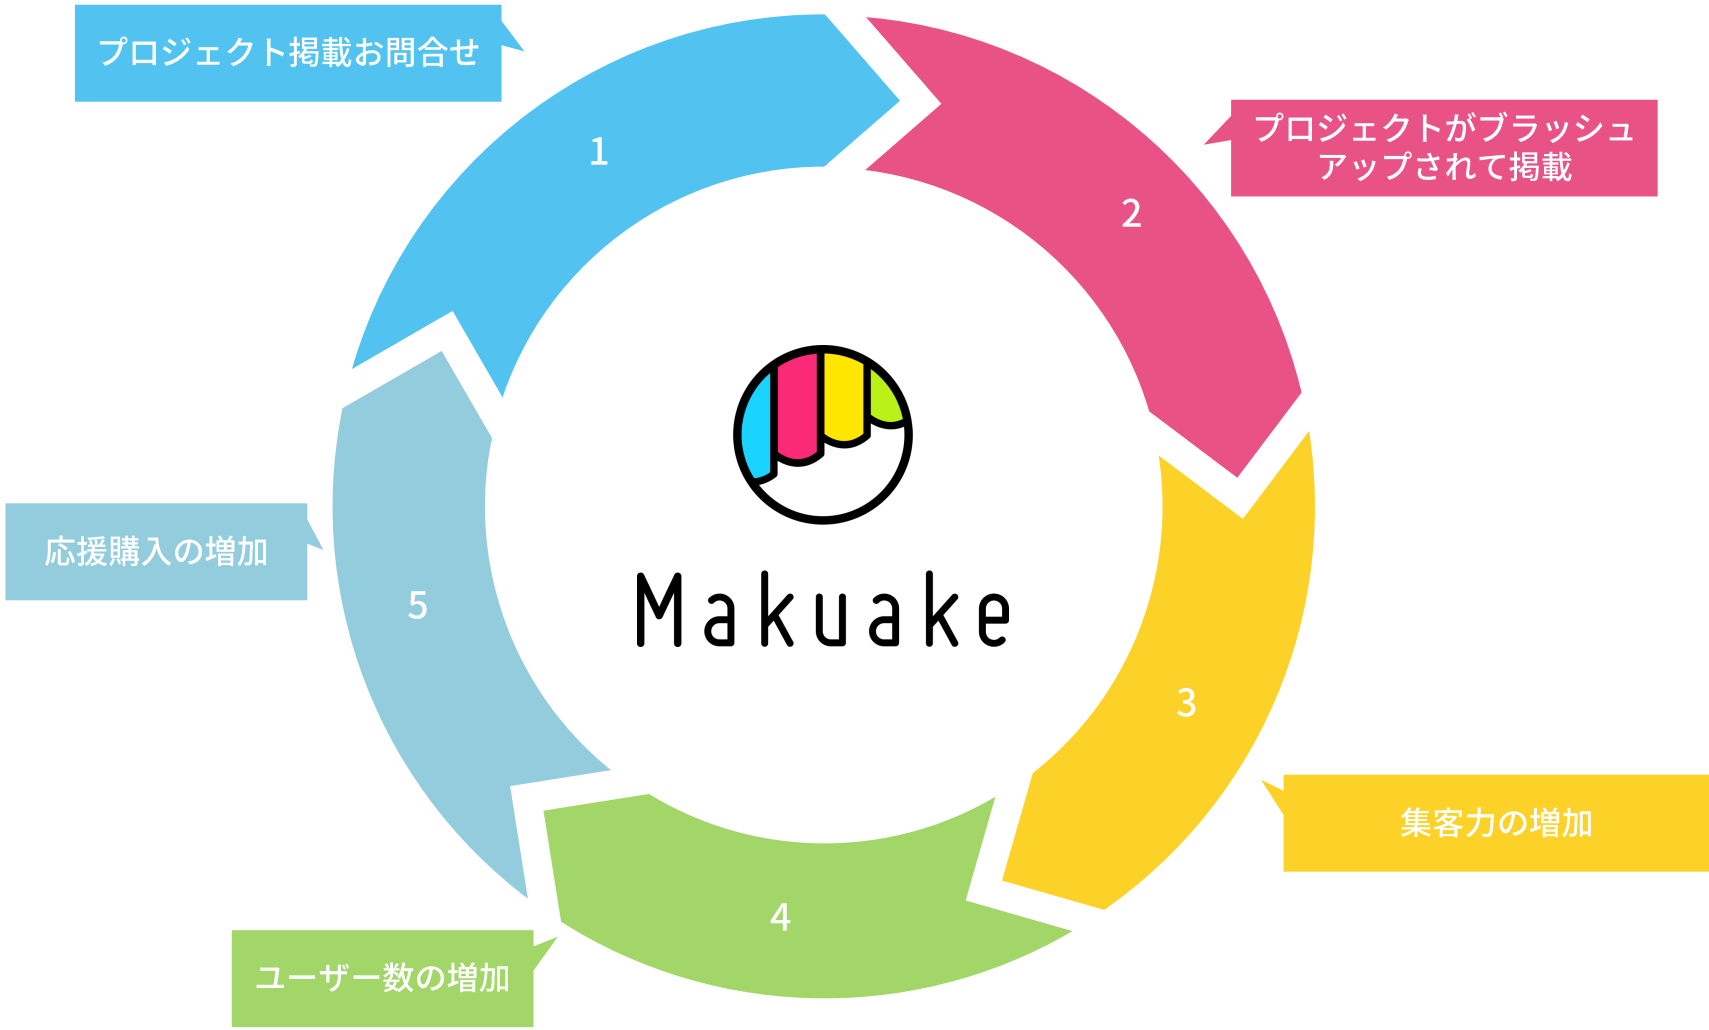 プロジェクト掲載お問合せ
1
プロジェクトがブラッシュ
アップされて掲載
2
3
集客力の増加
4
ユーザー数の増加
5
応援購入の増加
Makuake